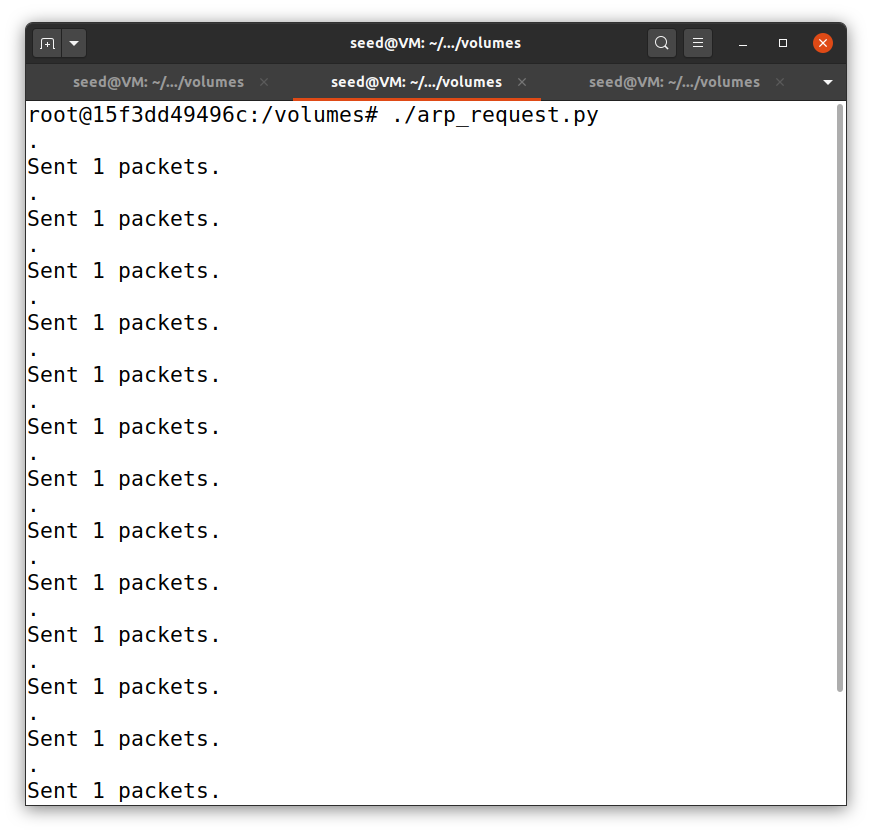 seed@VM: ~/.../volumes
seed@VM: ~/.../volumes
seed@VM: ~/.../volumes
seed@VM: ~/.../volumes
root@15f3dd49496c:/volumes# ./arp_request.py
.
Sent 1 packets.
.
Sent 1 packets.
.
Sent 1 packets.
.
Sent 1 packets.
.
Sent 1 packets.
.
Sent 1 packets.
.
Sent 1 packets.
.
Sent 1 packets.
.
Sent 1 packets.
.
Sent 1 packets.
.
Sent 1 packets.
.
Sent 1 packets.
.
Sent 1 packets.